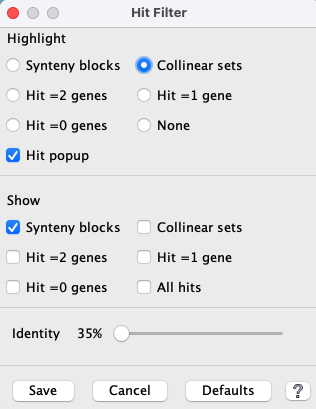 Hit Filter
Highlight
Synteny blocks Collinear sets
Hit =2 genes Hit =1 gene
Hit =0 genes None
Hit popup
Show
Synteny blocks Collinear sets
Hit =2 genes Hit =1 gene
Hit =0 genes All hits
Identity 35%
Save Cancel Defaults ?